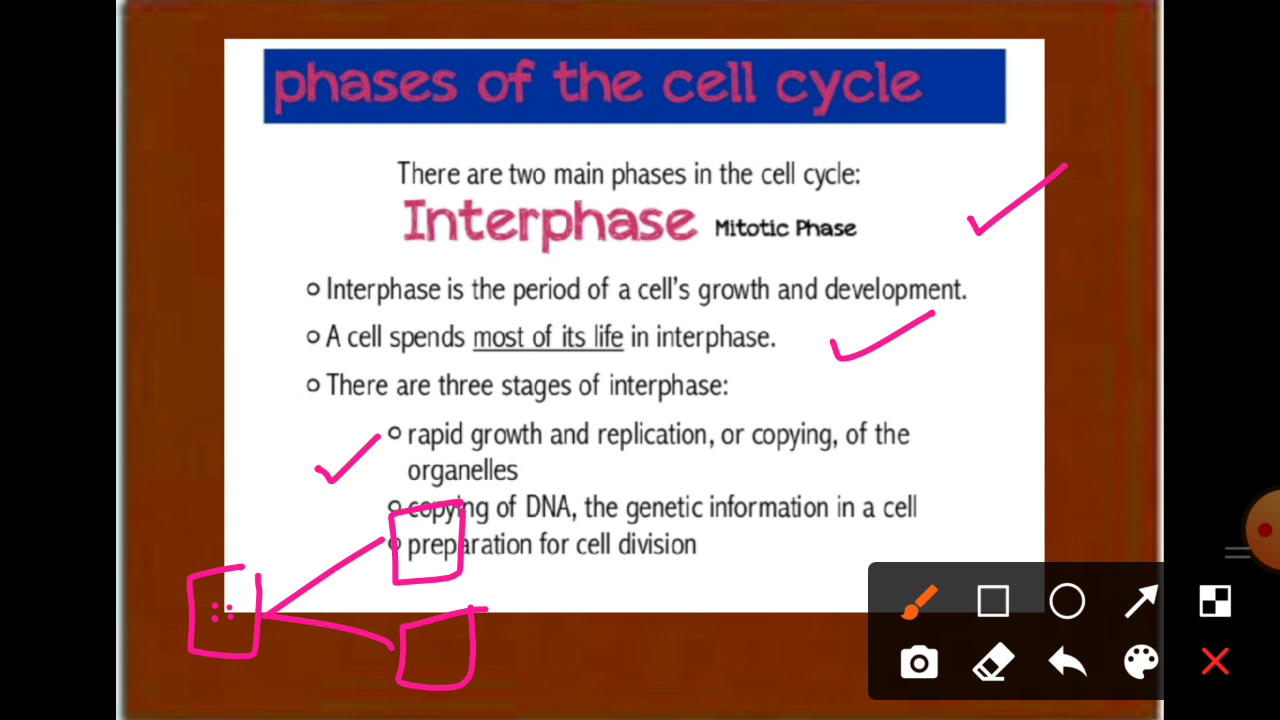 phases of the cell cycle
There are two main phases in the cell cycle:
Interphase Mitotic Phase
Interphase is the period of a cell's growth and development.
A cell spends most of its life in interphase.
There are three stages of interphase:
rapid growth and replication, or copying, of the
organelles
copying of DNA, the genetic information in a cell
preparation for cell division